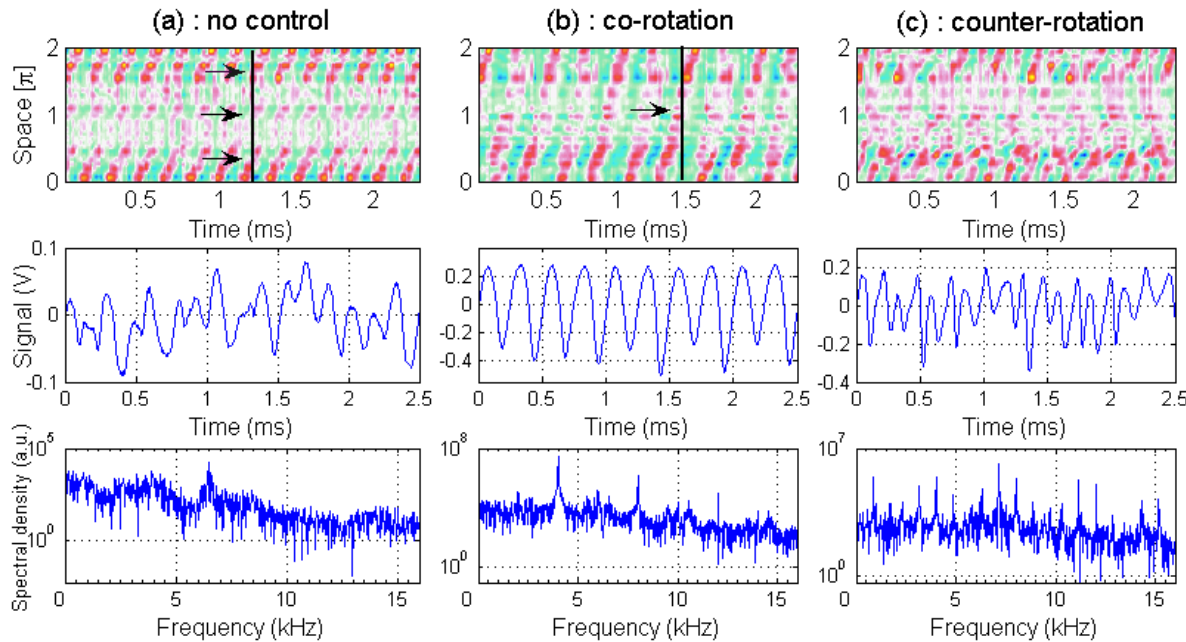 (a) : no control (b) : co-rotation (c) : counter-rotation
Space [π]
2 2 2
1 1 1
0 0 0
0.5 1 1.5 2 0.5 1 1.5 2 0.5 1 1.5 2
Time (ms) Time (ms) Time (ms)
Signal (V)
0.1 0.2 0.2
0 0 0
-0.2 -0.2
-0.4
-0.1 -0.4
0 0.5 1 1.5 2 2.5 0 0.5 1 1.5 2 2.5 0 0.5 1 1.5 2 2.5
Time (ms) Time (ms) Time (ms)
Spectral density (a.u.)
10^5 10^8 10^7
10^0 10^0 10^0
0 5 10 15 0 5 10 15 0 5 10 15
Frequency (kHz) Frequency (kHz) Frequency (kHz)